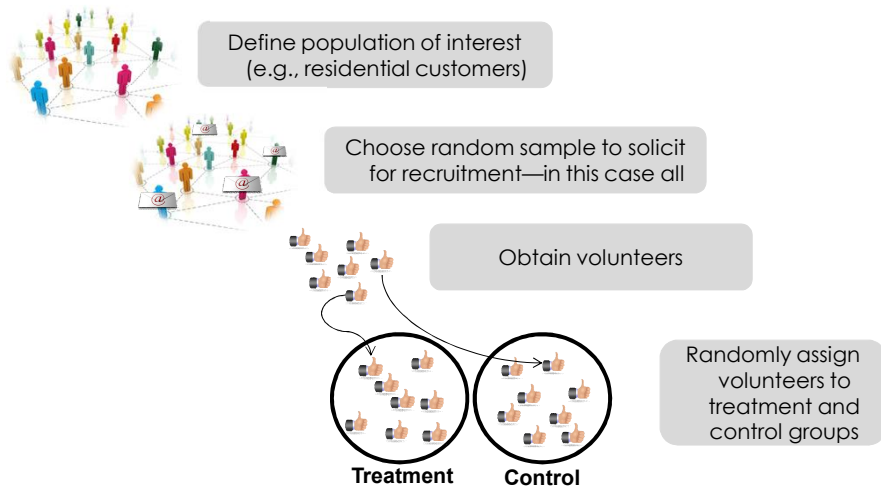 Define population of interest
(e.g., residential customers)
@
@
@
@
Choose random sample to solicit
for recruitment—in this case all
Obtain volunteers
Randomly assign
volunteers to
treatment and
control groups
Treatment
Control